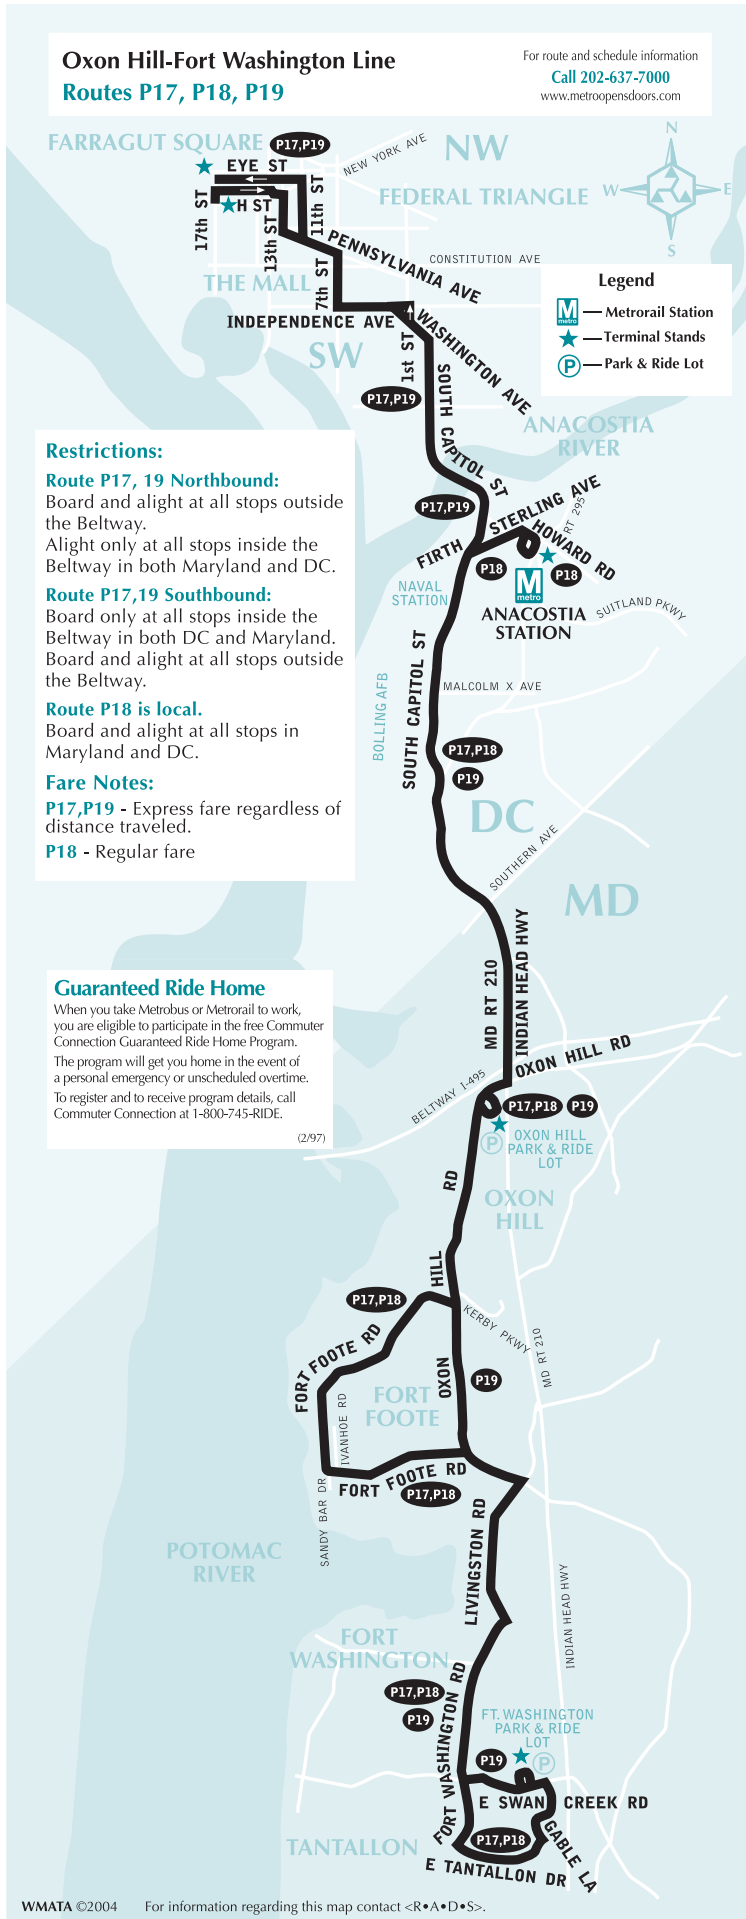 Oxon Hill-Fort Washington Line
Routes P17, P18, P19
For route and schedule information
Call 202-637-7000
www.metroopensdoors.com
FARRAGUT SQUARE
P17,P19
NEW YORK AVE
NW
N
W
E
S
EYE ST
FEDERAL TRIANGLE
17th ST
H ST
13th ST
11th ST
PENNSYLVANIA AVE
CONSTITUTION AVE
THE MALL
7th ST
INDEPENDENCE AVE
WASHINGTON AVE
SW
1st ST
Legend
M
metro
Metrorail Station
Terminal Stands
P
Park & Ride Lot
P17,P19
SOUTH CAPITOL ST
ANACOSTIA
RIVER
Restrictions:
Route P17, 19 Northbound:
Board and alight at all stops outside
the Beltway.
Alight only at all stops inside the
Beltway in both Maryland and DC.
Route P17,19 Southbound:
Board only at all stops inside the
Beltway in both DC and Maryland.
Board and alight at all stops outside
the Beltway.
Route P18 is local.
Board and alight at all stops in
Maryland and DC.
Fare Notes:
P17,P19 - Express fare regardless of
distance traveled.
P18 - Regular fare
P17,P19
FIRTH STERLING AVE
RT 295
HOWARD RD
P18
P18
M
metro
NAVAL
STATION
ANACOSTIA
STATION
SUITLAND PKWY
SOUTH CAPITOL ST
BOLLING AFB
MALCOLM X AVE
P17,P18
P19
DC
SOUTHERN AVE
MD
MD RT 210
INDIAN HEAD HWY
Guaranteed Ride Home
When you take Metrobus or Metrorail to work,
you are eligible to participate in the free Commuter
Connection Guaranteed Ride Home Program.
The program will get you home in the event of
a personal emergency or unscheduled overtime.
To register and to receive program details, call
Commuter Connection at 1-800-745-RIDE.
(2/97)
OXON HILL RD
BELTWAY I-495
P17,P18
P19
P
OXON HILL
PARK & RIDE
LOT
OXON
HILL
OXON HILL RD
P17,P18
KERBY PKWY
MD RT 210
FORT FOOTE RD
P19
FORT
FOOTE
IVANHOE RD
FORT FOOTE RD
P17,P18
SANDY BAR DR
LIVINGSTON RD
POTOMAC
RIVER
INDIAN HEAD HWY
FORT
WASHINGTON
P17,P18
P19
FORT WASHINGTON RD
FT. WASHINGTON
PARK & RIDE
LOT
P19
P
E SWAN CREEK RD
GABLE LA
P17,P18
TANTALLON
E TANTALLON DR
WMATA ©2004
For information regarding this map contact <R•A•D•S>.